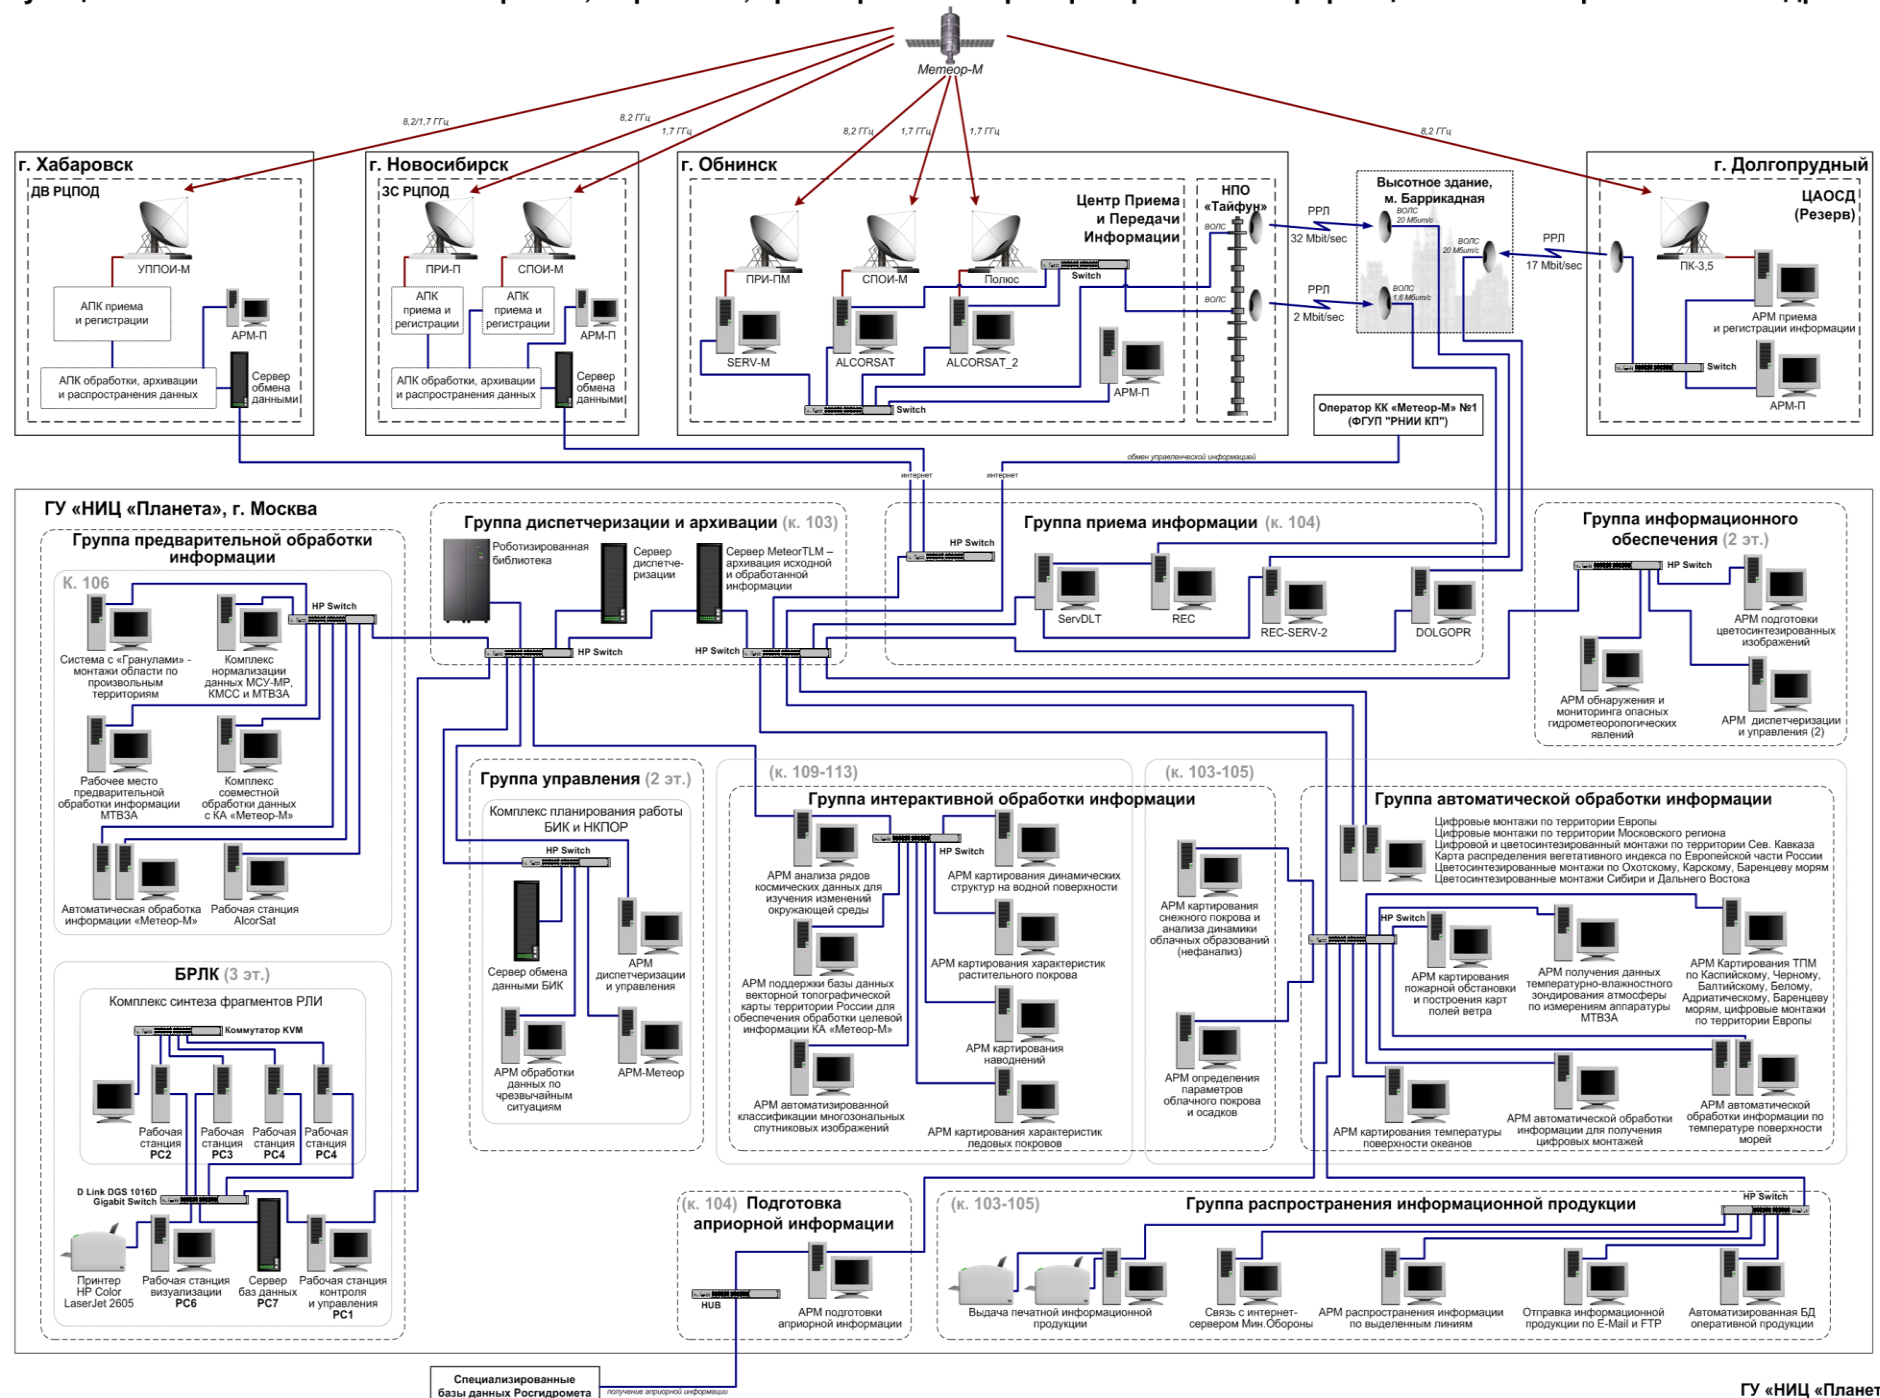 Метеор-М
8,2/1,7 ГГц
8,2 ГГц
1,7 ГГц
8,2 ГГц
1,7 ГГц
1,7 ГГц
8,2 ГГц
г. Хабаровск
ДВ РЦПОД
УППОИ-М
АПК приема
и регистрации
АРМ-П
АПК обработки, архивации
и распространения данных
Сервер
обмена
данными
г. Новосибирск
ЗС РЦПОД
ПРИ-П
СПОИ-М
АПК
приема и
регистрации
АПК
приема и
регистрации
АРМ-П
АПК обработки, архивации
и распространения данных
Сервер
обмена
данными
г. Обнинск
Центр Приема
и Передачи
Информации
ПРИ-ПМ
СПОИ-М
Полюс
Switch
SERV-M
ALCORSAT
ALCORSAT_2
АРМ-П
Switch
НПО
«Тайфун»
ВОЛС
ВОЛС
РРЛ
32 Mbit/sec
РРЛ
2 Mbit/sec
Высотное здание,
м. Баррикадная
ВОЛС
20 Мбит/с
ВОЛС
20 Мбит/с
ВОЛС
1,6 Мбит/с
РРЛ
17 Mbit/sec
г. Долгопрудный
ЦАОСД
(Резерв)
ПК-3,5
АРМ приема
и регистрации информации
Switch
АРМ-П
Оператор КК «Метеор-М» №1
(ФГУП "РНИИ КП")
обмен управленческой информацией
интернет
интернет
ГУ «НИЦ «Планета», г. Москва
Группа предварительной обработки
информации
К. 106
HP Switch
Система с «Гранулами» -
монтажи области по
произвольным
территориям
Комплекс
нормализации
данных МСУ-МР,
КМСС и МТВЗА
Рабочее место
предварительной
обработки информации
МТВЗА
Комплекс
совместной
обработки данных
с КА «Метеор-М»
Автоматическая обработка
информации «Метеор-М»
Рабочая станция
AlcorSat
БРЛК (3 эт.)
Комплекс синтеза фрагментов РЛИ
Коммутатор KVM
Рабочая
станция
PC2
Рабочая
станция
PC3
Рабочая
станция
PC4
Рабочая
станция
PC4
D Link DGS 1016D
Gigabit Switch
Принтер
HP Color
LaserJet 2605
Рабочая станция
визуализации
PC6
Сервер
баз данных
PC7
Рабочая станция
контроля
и управления
PC1
Группа диспетчеризации и архивации (к. 103)
Роботизированная
библиотека
Сервер
диспетче-
ризации
Сервер MeteorTLM –
архивация исходной
и обработанной
информации
HP Switch
HP Switch
Группа приема информации (к. 104)
HP Switch
ServDLT
REC
REC-SERV-2
DOLGOPR
Группа информационного
обеспечения (2 эт.)
HP Switch
АРМ подготовки
цветосинтезированных
изображений
АРМ обнаружения и
мониторинга опасных
гидрометеорологических
явлений
АРМ диспетчеризации
и управления (2)
Группа управления (2 эт.)
Комплекс планирования работы
БИК и НКПОР
HP Switch
Сервер обмена
данными БИК
АРМ
диспетчеризации
и управления
АРМ обработки
данных по
чрезвычайным
ситуациям
АРМ-Метеор
(к. 109-113)
(к. 103-105)
Группа интерактивной обработки информации
HP Switch
АРМ анализа рядов
космических данных для
изучения изменений
окружающей среды
АРМ картирования динамических
структур на водной поверхности
АРМ поддержки базы данных
векторной топографической
карты территории России для
обеспечения обработки целевой
информации КА «Метеор-М»
АРМ картирования характеристик
растительного покрова
АРМ картирования
наводнений
АРМ автоматизированной
классификации многозональных
спутниковых изображений
АРМ картирования характеристик
ледовых покровов
АРМ картирования
снежного покрова и
анализа динамики
облачных образований
(нефанализ)
АРМ определения
параметров
облачного покрова
и осадков
Группа автоматической обработки информации
Цифровые монтажи по территории Европы
Цифровые монтажи по территории Московского региона
Цифровой и цветосинтезированный монтажи по территории Сев. Кавказа
Карта распределения вегетативного индекса по Европейской части России
Цветосинтезированные монтажи по Охотскому, Карскому, Баренцеву морям
Цветосинтезированные монтажи Сибири и Дальнего Востока
HP Switch
АРМ картирования
пожарной обстановки
и построения карт
полей ветра
АРМ получения данных
температурно-влажностного
зондирования атмосферы
по измерениям аппаратуры
МТВЗА
АРМ Картирования ТПМ
по Каспийскому, Черному,
Балтийскому, Белому,
Адриатическому, Баренцеву
морям, цифровые монтажи
по территории Европы
АРМ картирования температуры
поверхности океанов
АРМ автоматической обработки
информации для получения
цифровых монтажей
АРМ автоматической
обработки информации по
температуре поверхности
морей
(к. 104) Подготовка
априорной информации
HUB
АРМ подготовки
априорной информации
(к. 103-105)
Группа распространения информационной продукции
HP Switch
Выдача печатной информационной
продукции
Связь с интернет-
сервером Мин.Обороны
АРМ распространения информации
по выделенным линиям
Отправка информационной
продукции по E-Mail и FTP
Автоматизированная БД
оперативной продукции
Специализированные
базы данных Росгидромета
получение априорной информации
ГУ «НИЦ «Планет